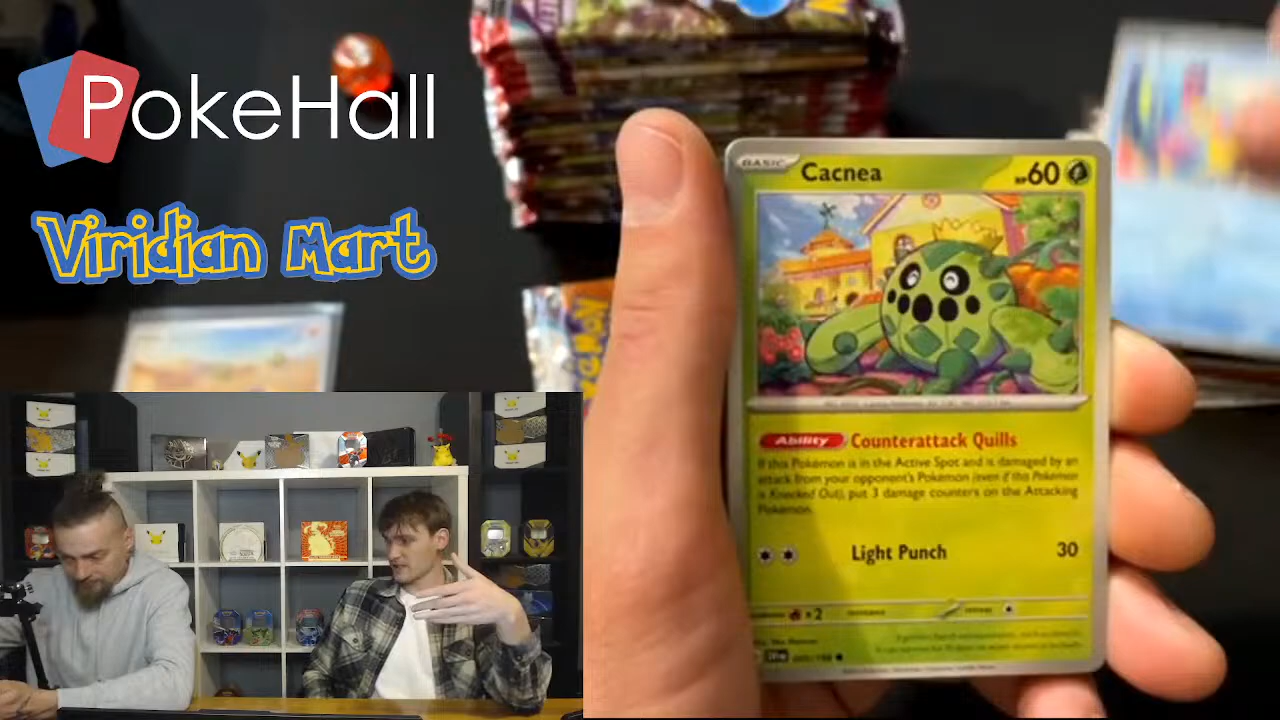 PokeHall
Viridian Mart
BASIC
Cacnea
HP60
Ability Counterattack Quills
If this Pokémon is in the Active Spot and is damaged by an
attack from your opponent's Pokémon (even if this Pokémon
is Knocked Out), put 3 damage counters on the Attacking
Pokémon.
Light Punch 30
×2